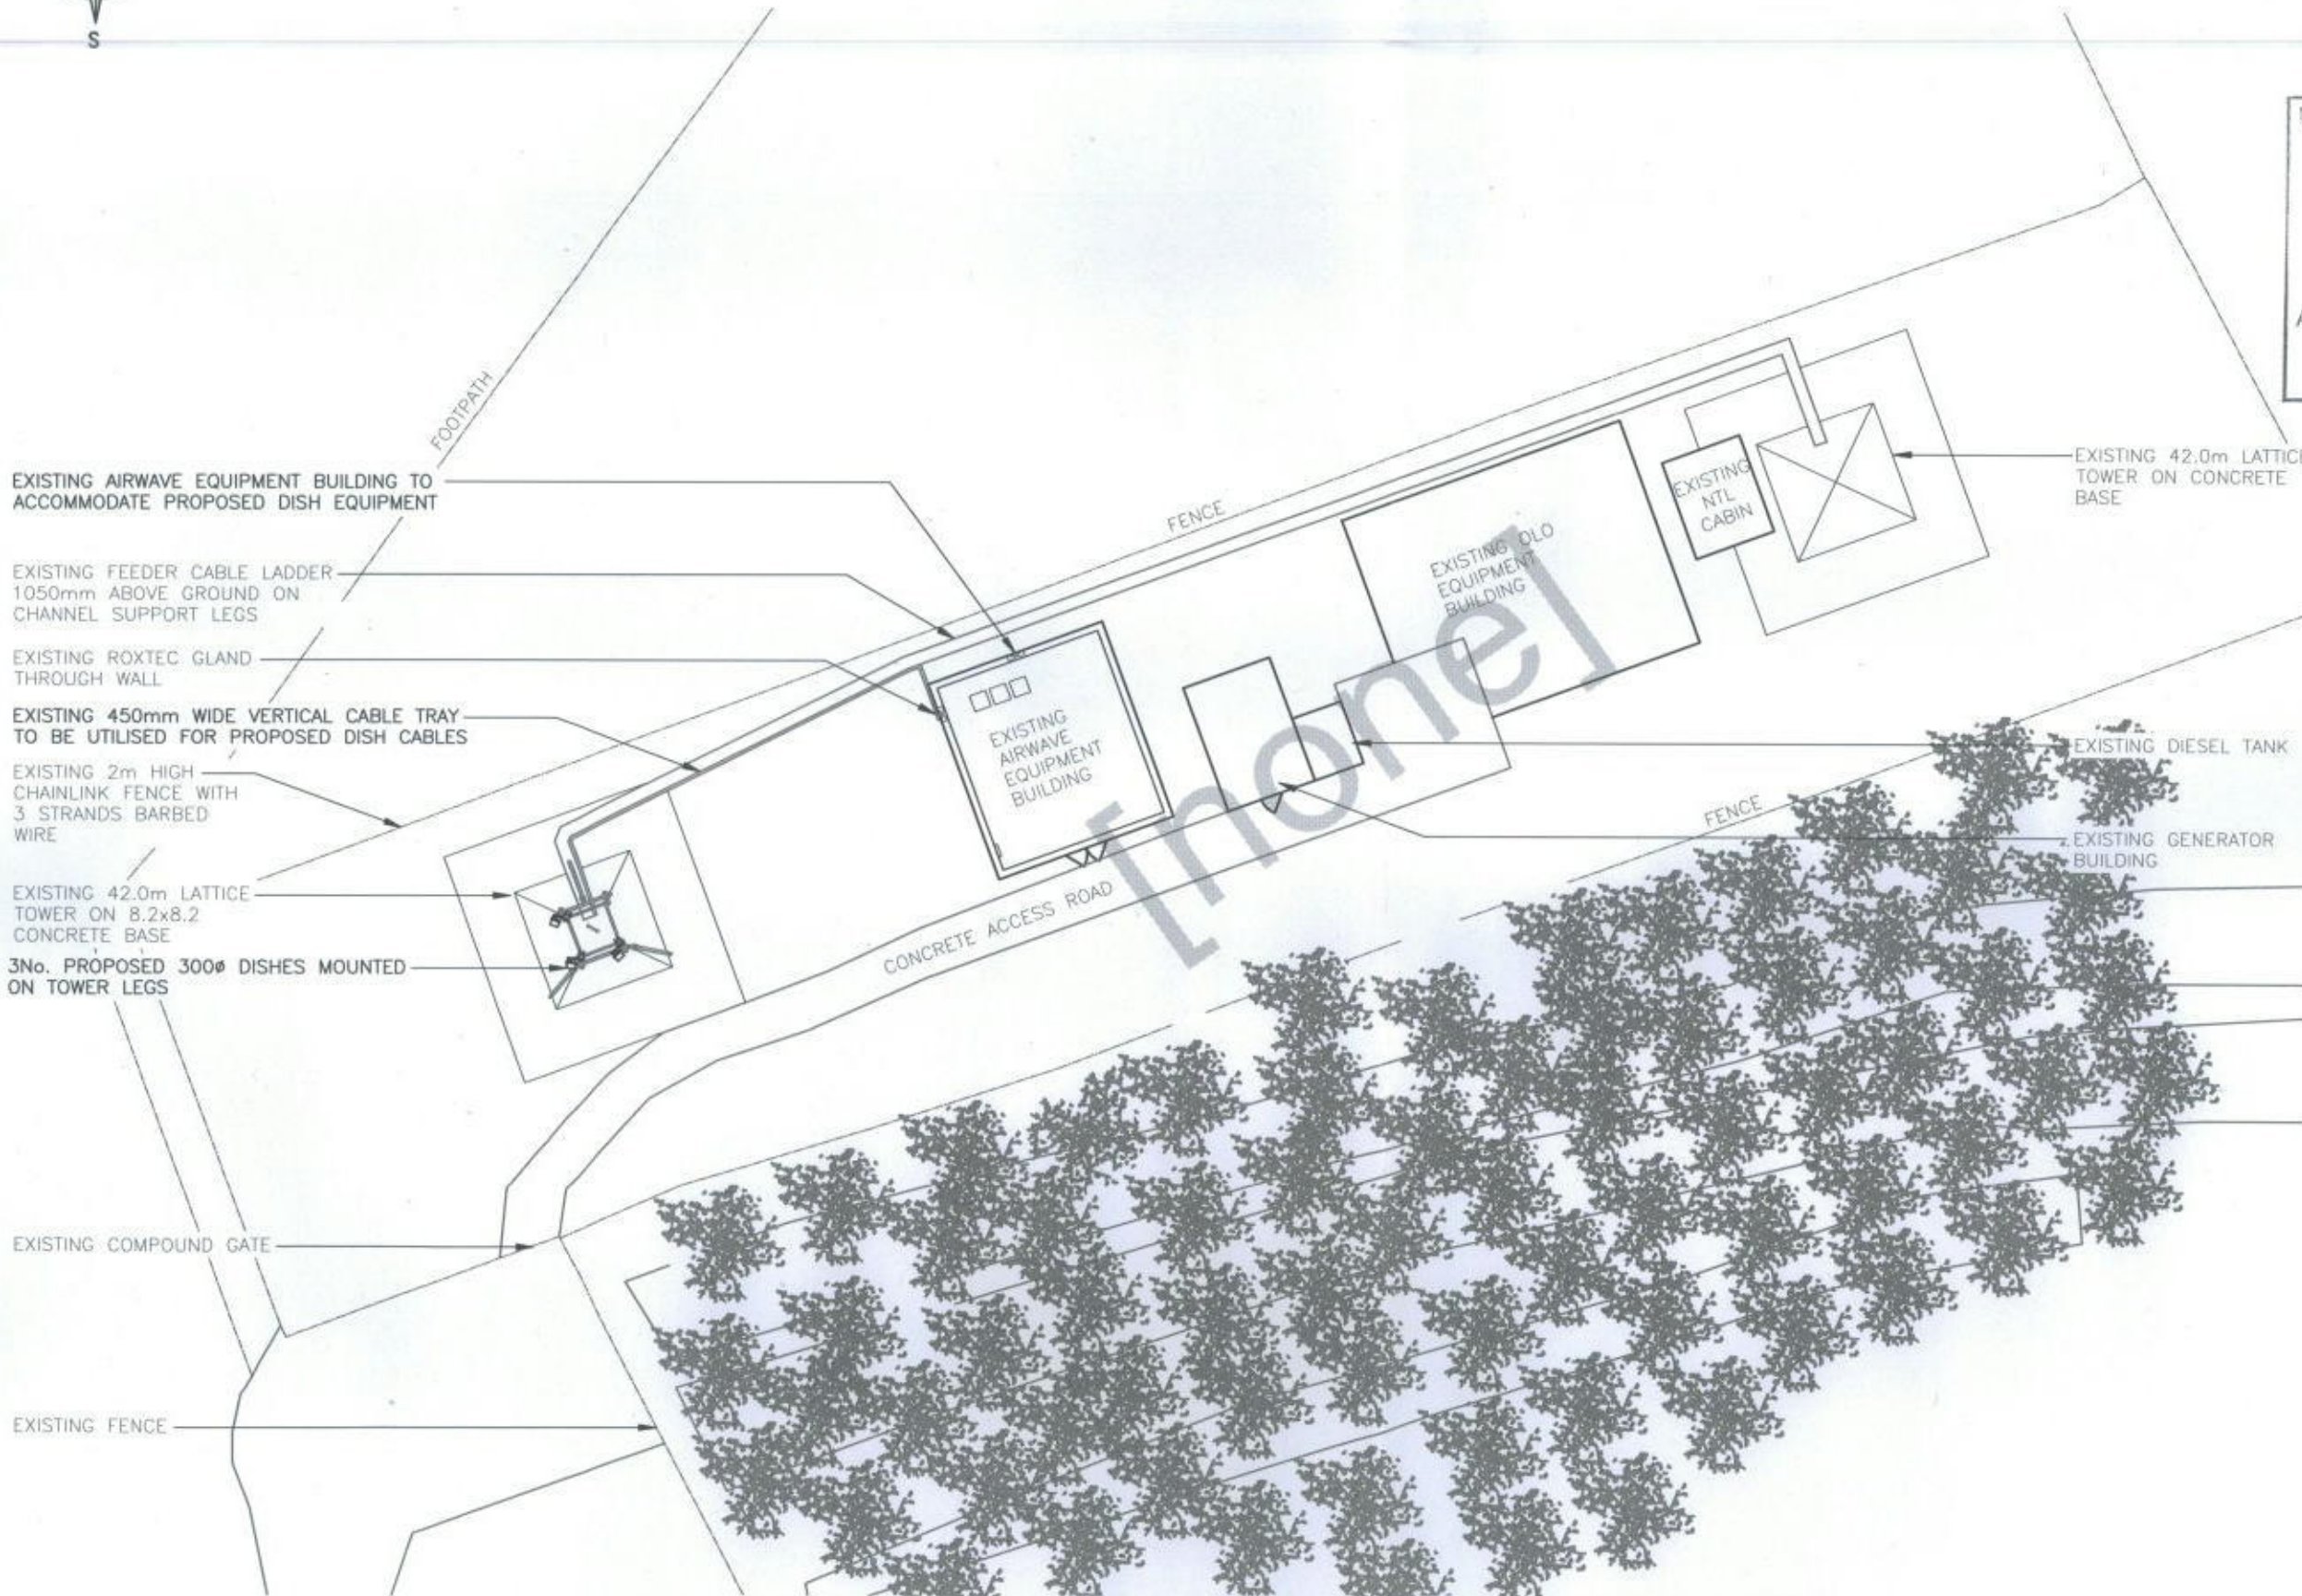 S
FOOTPATH
EXISTING AIRWAVE EQUIPMENT BUILDING TO
ACCOMMODATE PROPOSED DISH EQUIPMENT
EXISTING FEEDER CABLE LADDER
1050mm ABOVE GROUND ON
CHANNEL SUPPORT LEGS
EXISTING ROXTEC GLAND
THROUGH WALL
EXISTING 450mm WIDE VERTICAL CABLE TRAY
TO BE UTILISED FOR PROPOSED DISH CABLES
EXISTING 2m HIGH
CHAINLINK FENCE WITH
3 STRANDS BARBED
WIRE
EXISTING 42.0m LATTICE
TOWER ON 8.2x8.2
CONCRETE BASE
3No. PROPOSED 300ø DISHES MOUNTED
ON TOWER LEGS
EXISTING COMPOUND GATE
EXISTING FENCE
FENCE
EXISTING
AIRWAVE
EQUIPMENT
BUILDING
CONCRETE ACCESS ROAD
[none]
EXISTING OLO
EQUIPMENT
BUILDING
EXISTING
NTL
CABIN
EXISTING 42.0m LATTICE
TOWER ON CONCRETE
BASE
FENCE
EXISTING DIESEL TANK
EXISTING GENERATOR
BUILDING